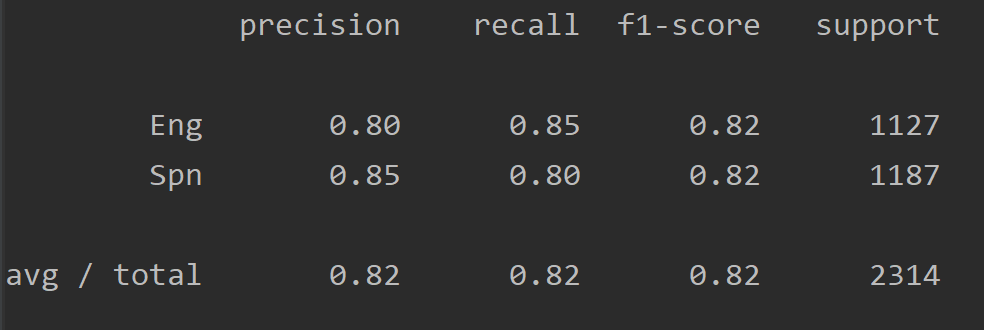 precision recall f1-score support
Eng 0.80 0.85 0.82 1127
Spn 0.85 0.80 0.82 1187
avg / total 0.82 0.82 0.82 2314